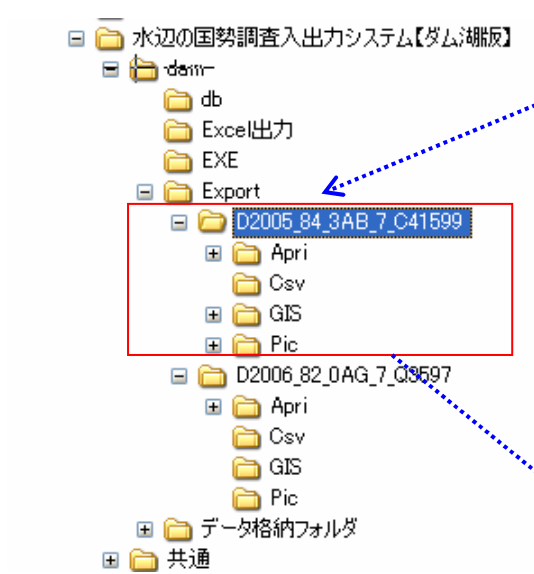 水辺の国勢調査入出力システム【ダム湖版】
dam
db
Excel出力
EXE
Export
D2005_84_3AB_7_C41599
Apri
Csv
GIS
Pic
D2006_82_0AG_7_Q3597
Apri
Csv
GIS
Pic
データ格納フォルダ
共通